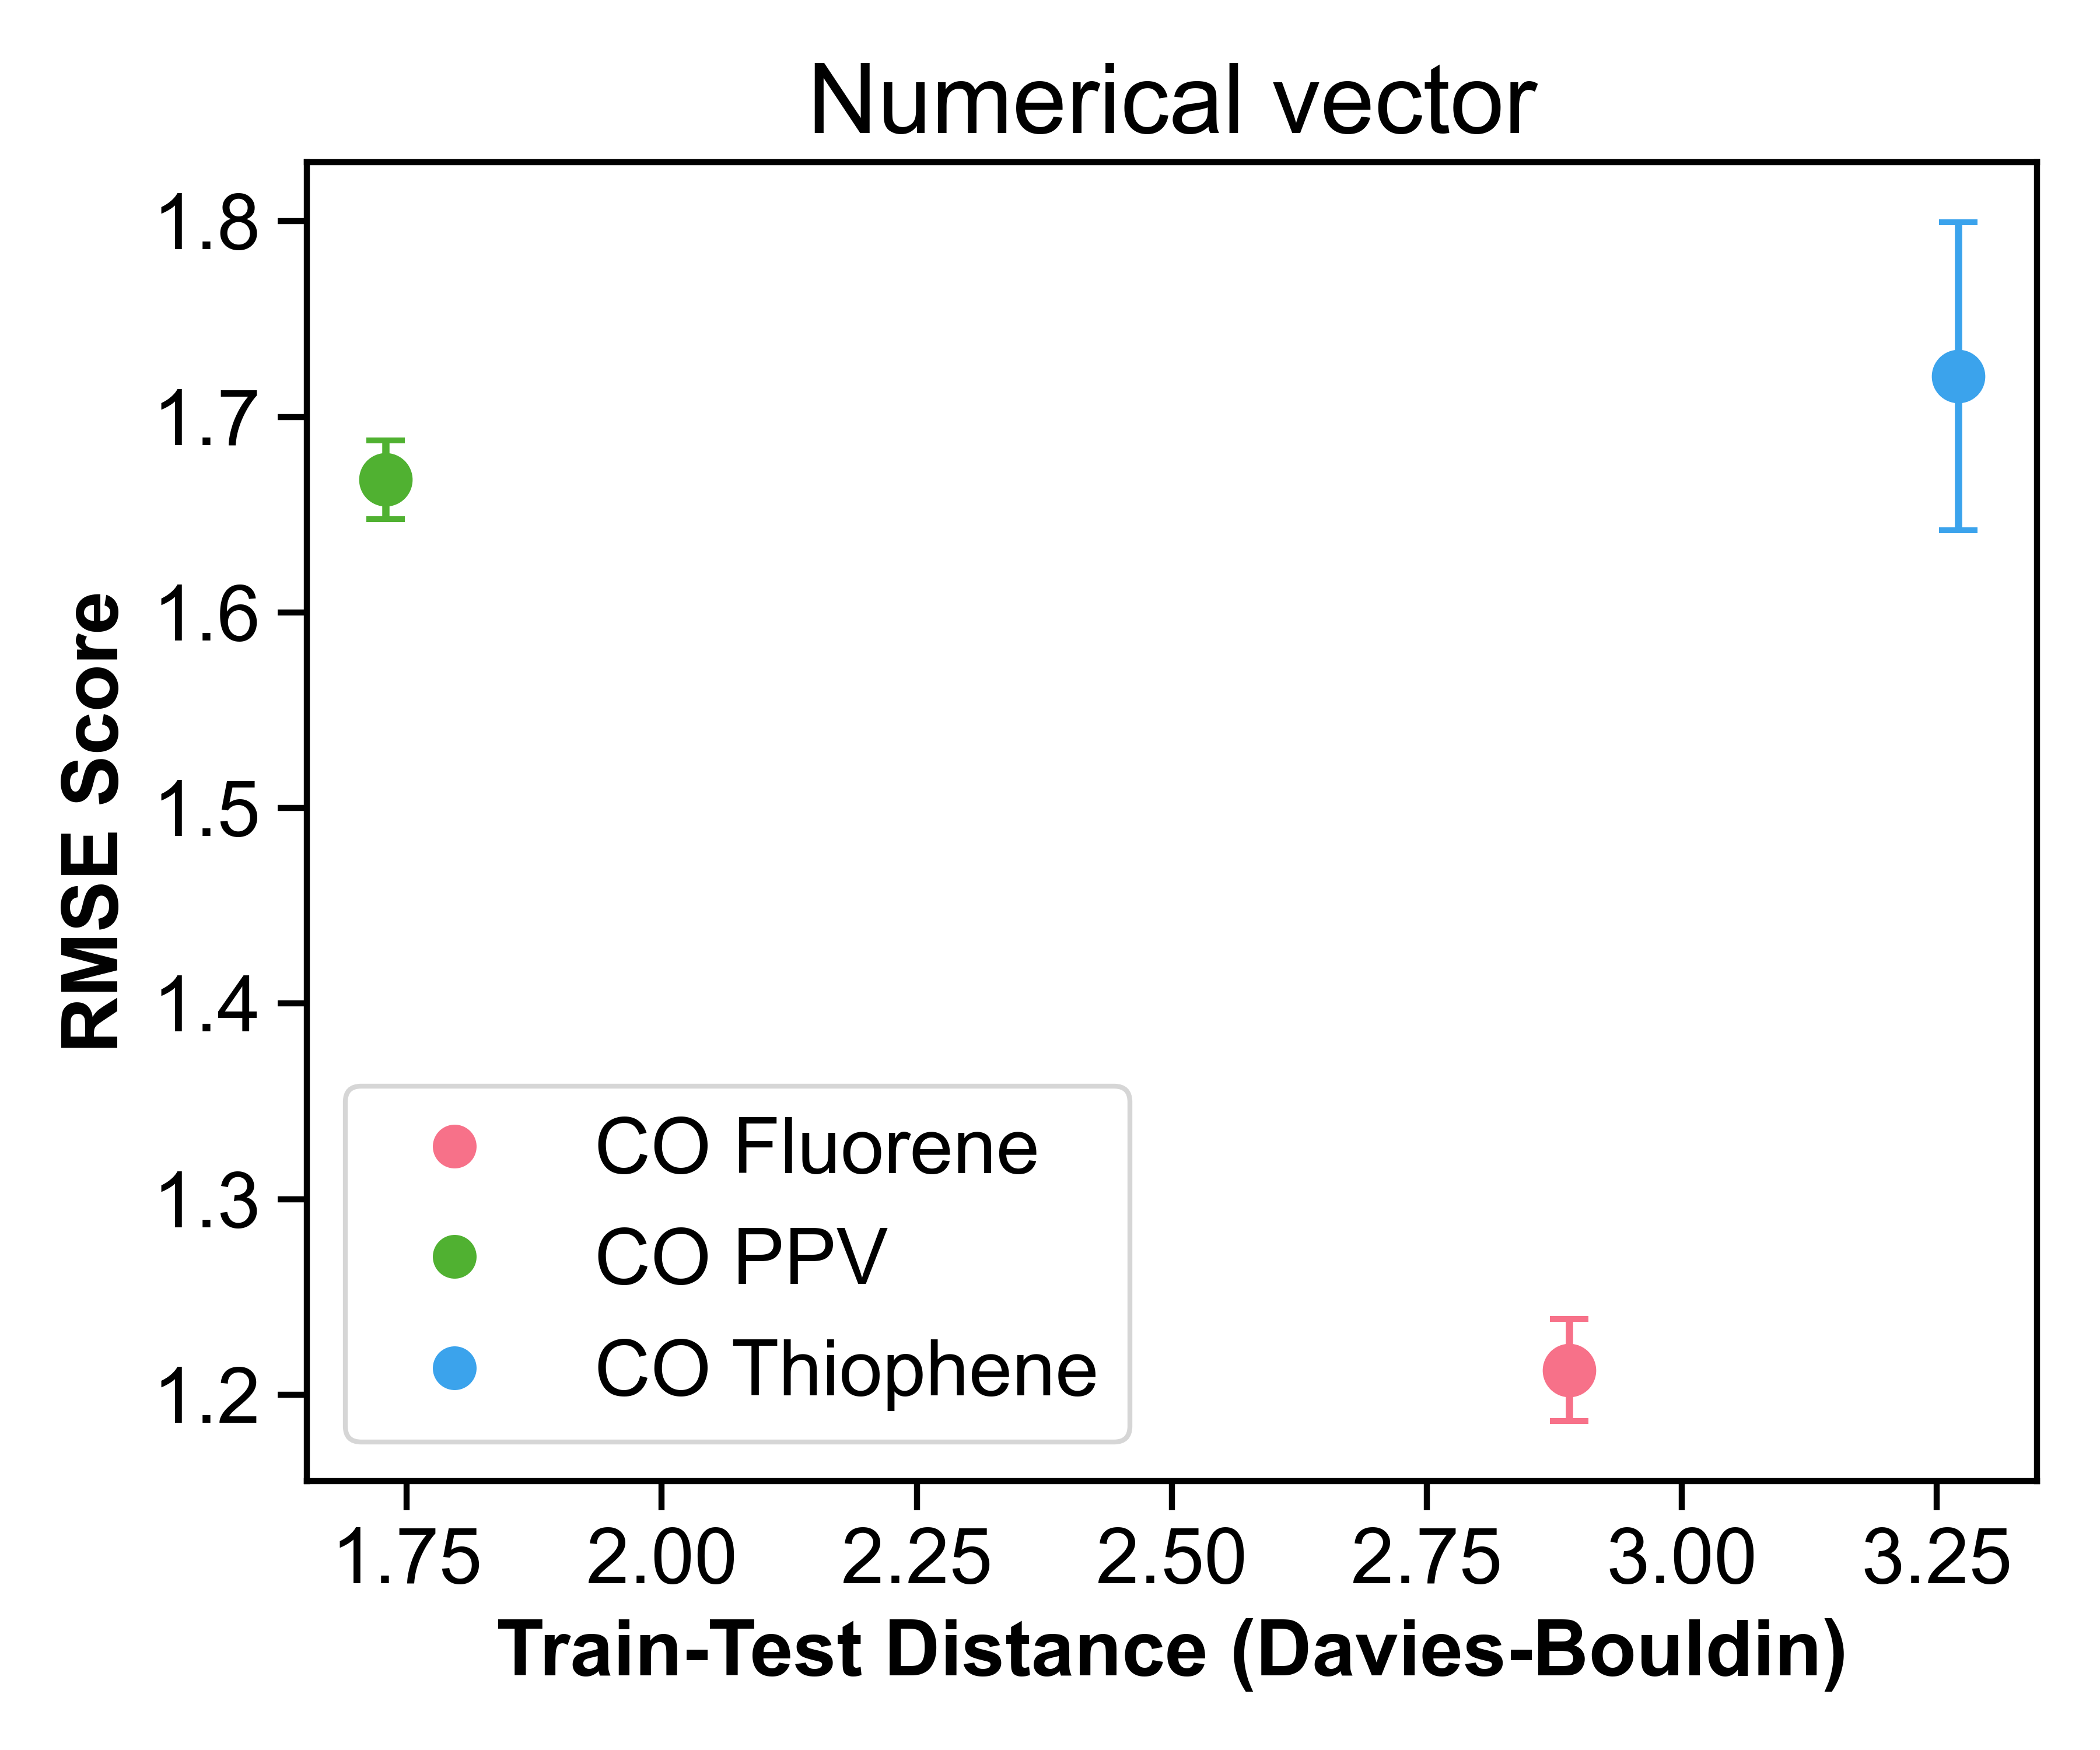 Numerical vector
1.8
1.7
1.6
1.5
1.4
1.3
1.2
RMSE Score
CO Fluorene
CO PPV
CO Thiophene
1.75 2.00 2.25 2.50 2.75 3.00 3.25
Train-Test Distance (Davies-Bouldin)